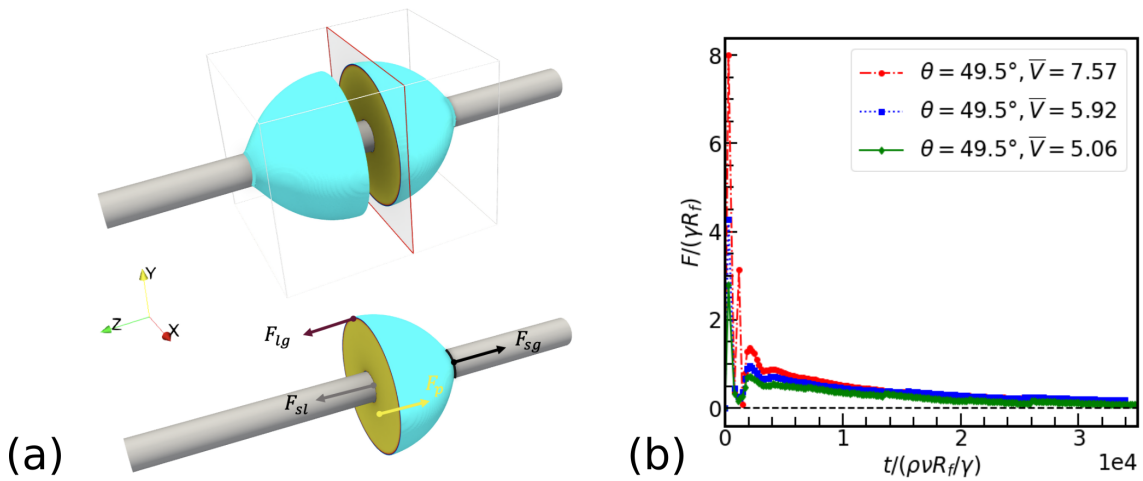 Y
Z
X
F_lg
F_sg
F_p
F_sl
(a)
θ = 49.5°, V̅ = 7.57
θ = 49.5°, V̅ = 5.92
θ = 49.5°, V̅ = 5.06
8
6
4
2
0
F/(γR_f)
0 1 2 3
1e4
t/(ρνR_f/γ)
(b)